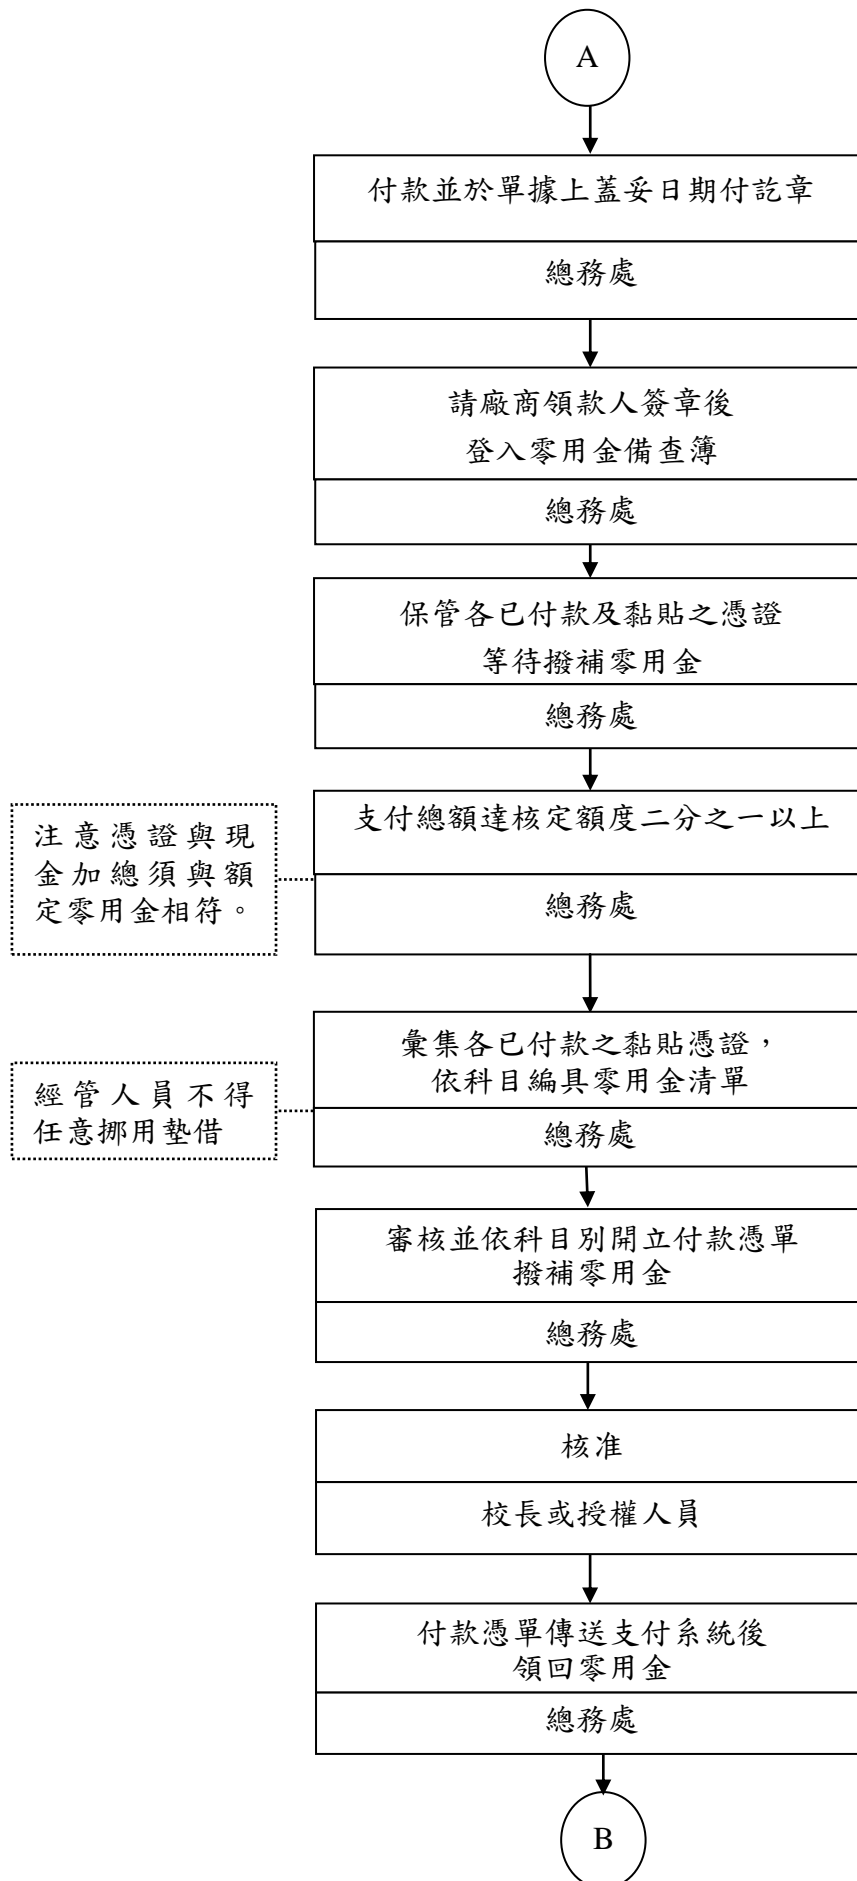 A
付款並於單據上蓋妥日期付訖章
總務處
請廠商領款人簽章後
登入零用金備查簿
總務處
保管各已付款及黏貼之憑證
等待撥補零用金
總務處
支付總額達核定額度二分之一以上
總務處
注意憑證與現
金加總須與額
定零用金相符。
彙集各已付款之黏貼憑證，
依科目編具零用金清單
總務處
經管人員不得
任意挪用墊借
審核並依科目別開立付款憑單
撥補零用金
總務處
核准
校長或授權人員
付款憑單傳送支付系統後
領回零用金
總務處
B